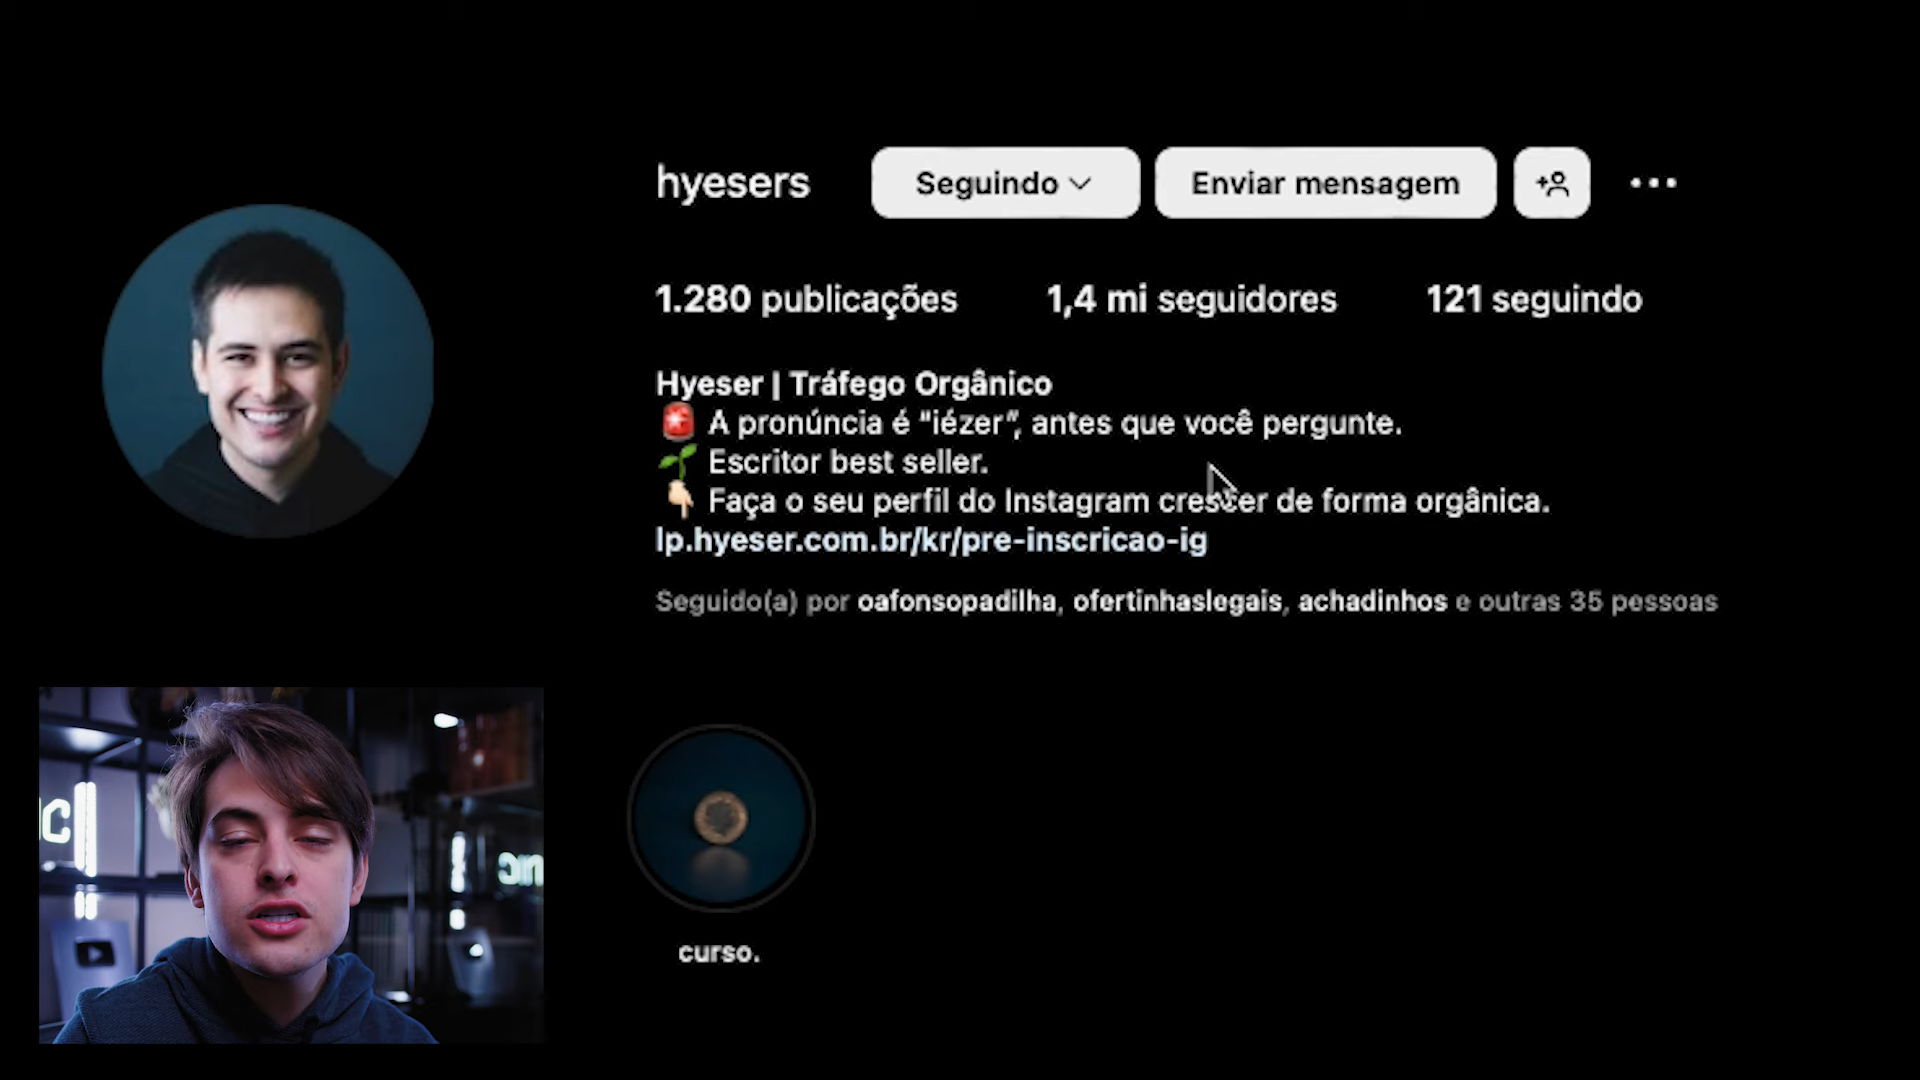 hyesers
Seguindo
Enviar mensagem
1.280 publicações
1,4 mi seguidores
121 seguindo
Hyeser | Tráfego Orgânico
🚨 A pronúncia é “iézer”, antes que você pergunte.
🌱 Escritor best seller.
👇🏻 Faça o seu perfil do Instagram crescer de forma orgânica.
lp.hyeser.com.br/kr/pre-inscricao-ig
Seguido(a) por oafonsopadilha, ofertinhaslegais, achadinhos e outras 35 pessoas
curso.